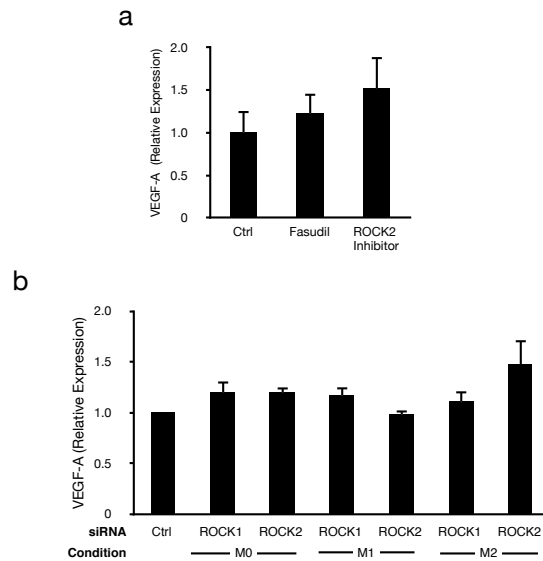 a
VEGF-A (Relative Expression)
2.0
1.5
1.0
0.5
0
Ctrl Fasudil ROCK2
Inhibitor
b
VEGF-A (Relative Expression)
2.0
1.5
1.0
0.5
0
siRNA Ctrl ROCK1 ROCK2 ROCK1 ROCK2 ROCK1 ROCK2
Condition M0 M1 M2